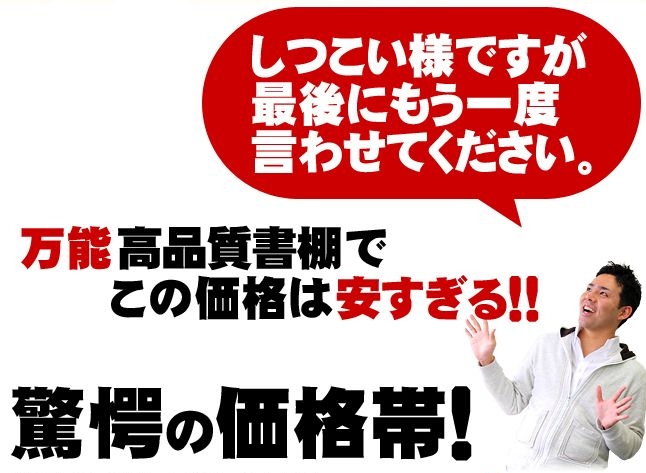 しつこい様ですが
最後にもう一度
言わせてください。
万能高品質書棚で
この価格は安すぎる!!
驚愕の価格帯!